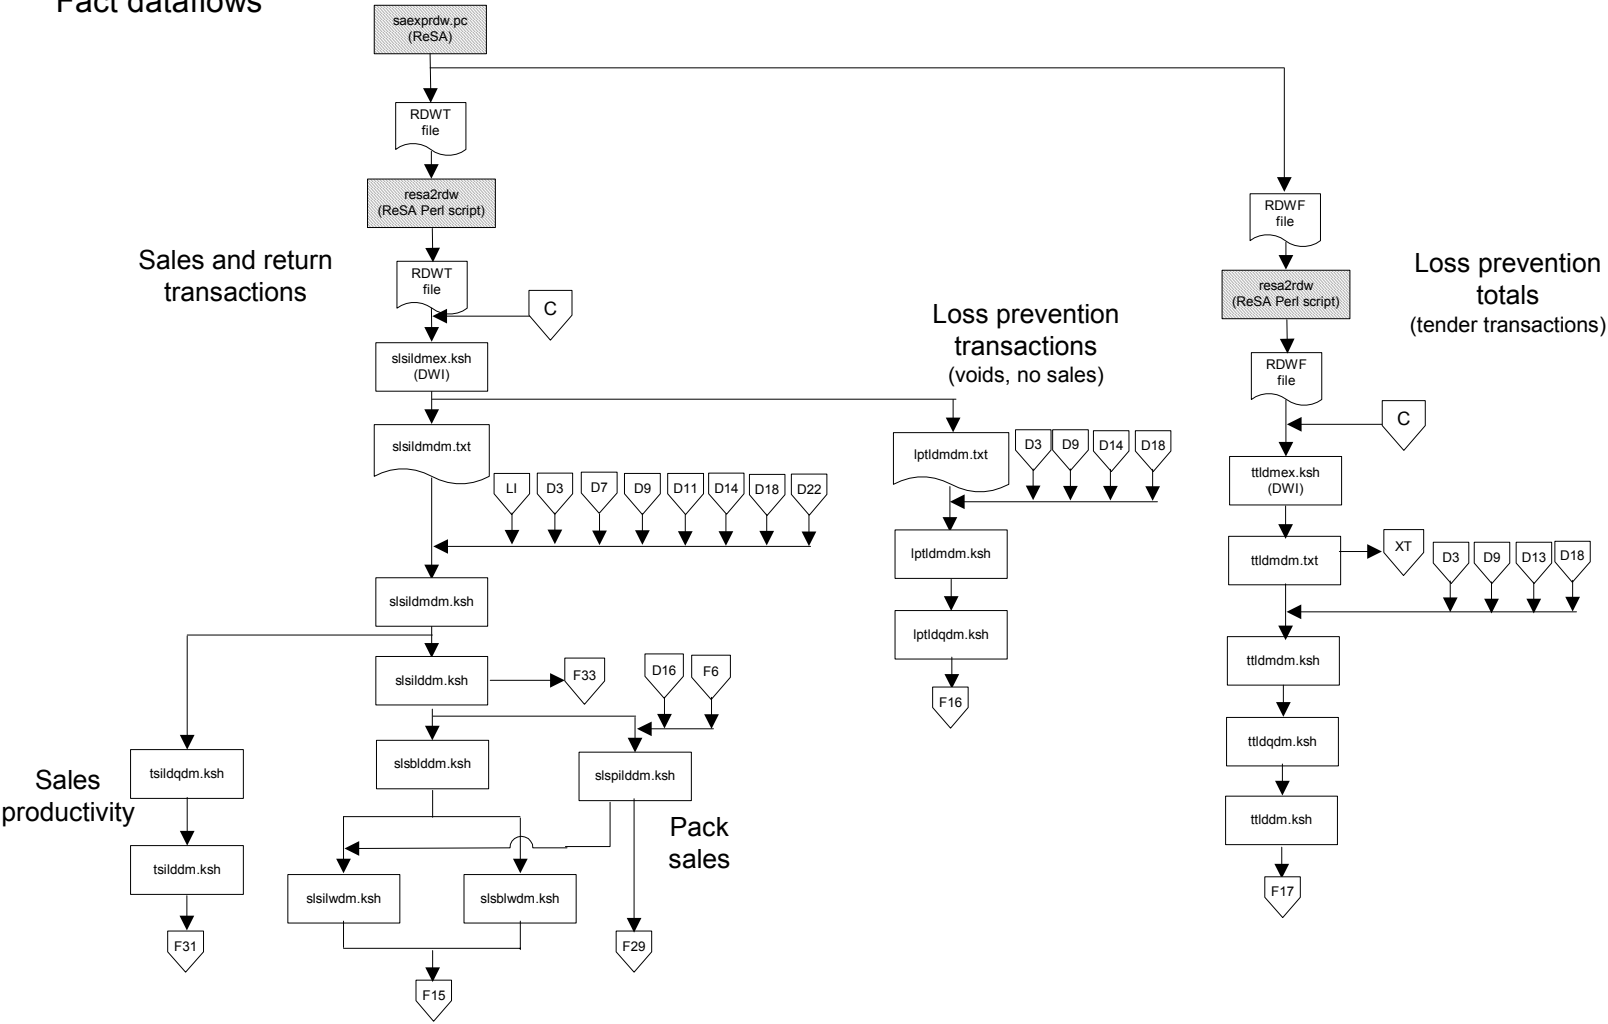 Fact dataflows
saexprdw.pc
(ReSA)
RDWT
file
resa2rdw
(ReSA Perl script)
Sales and return
transactions
RDWT
file
C
slsildmex.ksh
(DWI)
slsildmdm.txt
LI
D3
D7
D9
D11
D14
D18
D22
slsildmdm.ksh
slsilddm.ksh
F33
D16
F6
slsblddm.ksh
slspilddm.ksh
Pack
sales
slsilwdm.ksh
slsblwdm.ksh
F29
F15
Sales
productivity
tsildqdm.ksh
tsilddm.ksh
F31
Loss prevention
transactions
(voids, no sales)
lptldmdm.txt
D3
D9
D14
D18
lptldmdm.ksh
lptldqdm.ksh
F16
RDWF
file
resa2rdw
(ReSA Perl script)
Loss prevention
totals
(tender transactions)
RDWF
file
C
ttldmex.ksh
(DWI)
ttldmdm.txt
XT
D3
D9
D13
D18
ttldmdm.ksh
ttldqdm.ksh
ttlddm.ksh
F17